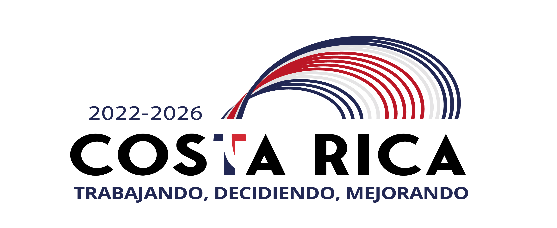 2022-2026
COSTA RICA
TRABAJANDO, DECIDIENDO, MEJORANDO